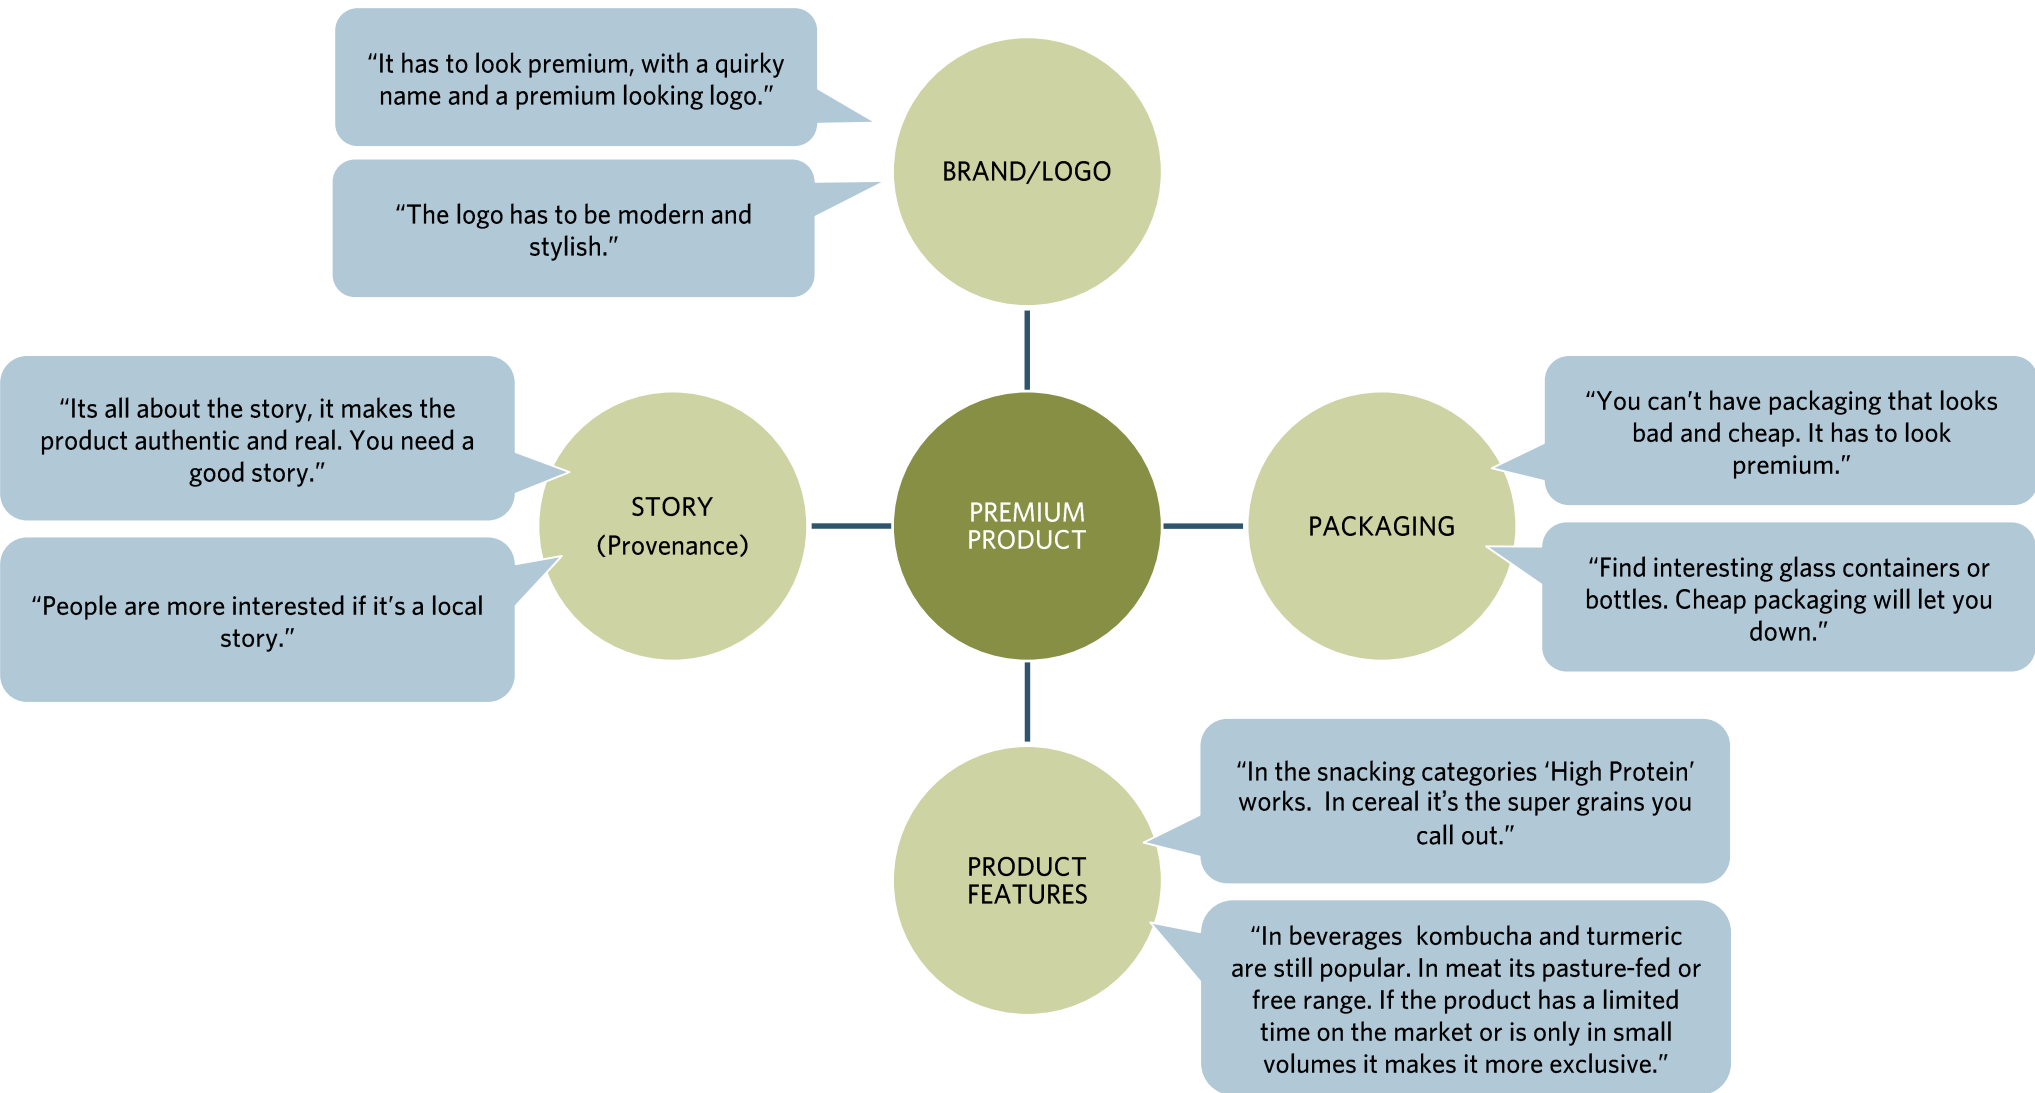 “It has to look premium, with a quirky
name and a premium looking logo.”
“The logo has to be modern and
stylish.”
BRAND/LOGO
“Its all about the story, it makes the
product authentic and real. You need a
good story.”
“People are more interested if it’s a local
story.”
STORY
(Provenance)
PREMIUM
PRODUCT
PACKAGING
“You can’t have packaging that looks
bad and cheap. It has to look
premium.”
“Find interesting glass containers or
bottles. Cheap packaging will let you
down.”
PRODUCT
FEATURES
“In the snacking categories ‘High Protein’
works.  In cereal it’s the super grains you
call out.”
“In beverages  kombucha and turmeric
are still popular. In meat its pasture-fed or
free range. If the product has a limited
time on the market or is only in small
volumes it makes it more exclusive.”